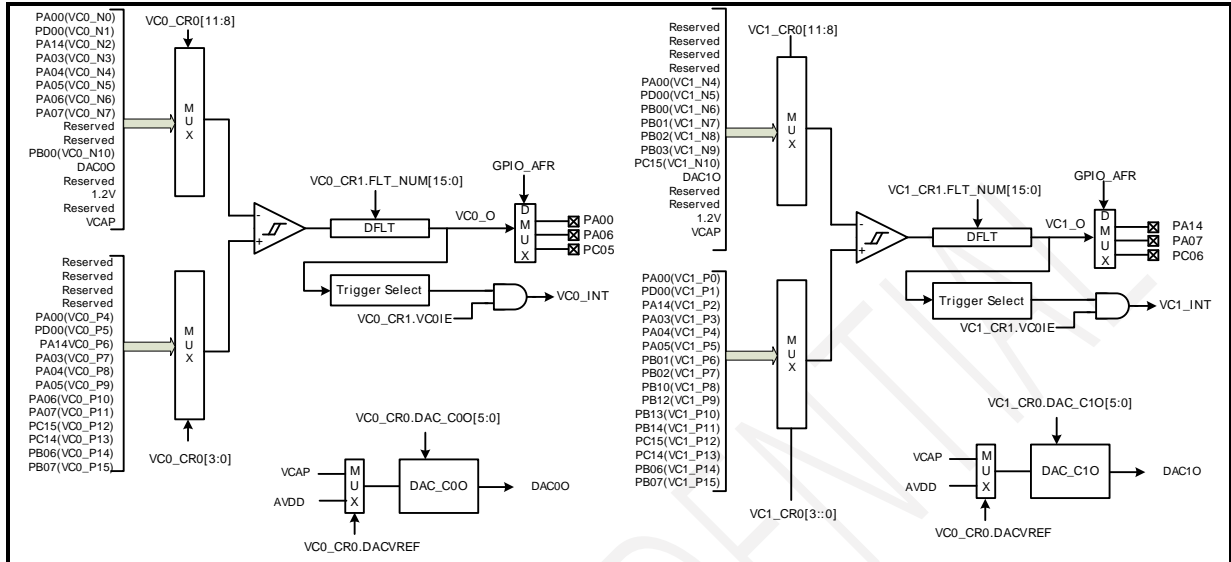 PA00(VC0_N0)
PD00(VC0_N1)
PA14(VC0_N2)
PA03(VC0_N3)
PA04(VC0_N4)
PA05(VC0_N5)
PA06(VC0_N6)
PA07(VC0_N7)
Reserved
Reserved
PB00(VC0_N10)
DAC0O
Reserved
1.2V
Reserved
VCAP
VC0_CR0[11:8]
MUX
-
+
VC0_CR1.FLT_NUM[15:0]
DFLT
VC0_O
GPIO_AFR
DMUX
PA00
PA06
PC05
Trigger Select
VC0_CR1.VC0IE
VC0_INT
Reserved
Reserved
Reserved
Reserved
PA00(VC0_P4)
PD00(VC0_P5)
PA14VC0_P6)
PA03(VC0_P7)
PA04(VC0_P8)
PA05(VC0_P9)
PA06(VC0_P10)
PA07(VC0_P11)
PC15(VC0_P12)
PC14(VC0_P13)
PB06(VC0_P14)
PB07(VC0_P15)
MUX
VC0_CR0[3:0]
VC0_CR0.DAC_C0O[5:0]
VCAP
AVDD
MUX
DAC_C0O
DAC0O
VC0_CR0.DACVREF
Reserved
Reserved
Reserved
Reserved
PA00(VC1_N4)
PD00(VC1_N5)
PB00(VC1_N6)
PB01(VC1_N7)
PB02(VC1_N8)
PB03(VC1_N9)
PC15(VC1_N10)
DAC1O
Reserved
Reserved
1.2V
VCAP
VC1_CR0[11:8]
MUX
-
+
VC1_CR1.FLT_NUM[15:0]
DFLT
VC1_O
GPIO_AFR
DMUX
PA14
PA07
PC06
Trigger Select
VC1_CR1.VC0IE
VC1_INT
PA00(VC1_P0)
PD00(VC1_P1)
PA14(VC1_P2)
PA03(VC1_P3)
PA04(VC1_P4)
PA05(VC1_P5)
PB01(VC1_P6)
PB02(VC1_P7)
PB10(VC1_P8)
PB12(VC1_P9)
PB13(VC1_P10)
PB14(VC1_P11)
PC15(VC1_P12)
PC14(VC1_P13)
PB06(VC1_P14)
PB07(VC1_P15)
MUX
VC1_CR0[3::0]
VC1_CR0.DAC_C1O[5:0]
VCAP
AVDD
MUX
DAC_C1O
DAC1O
VC0_CR0.DACVREF